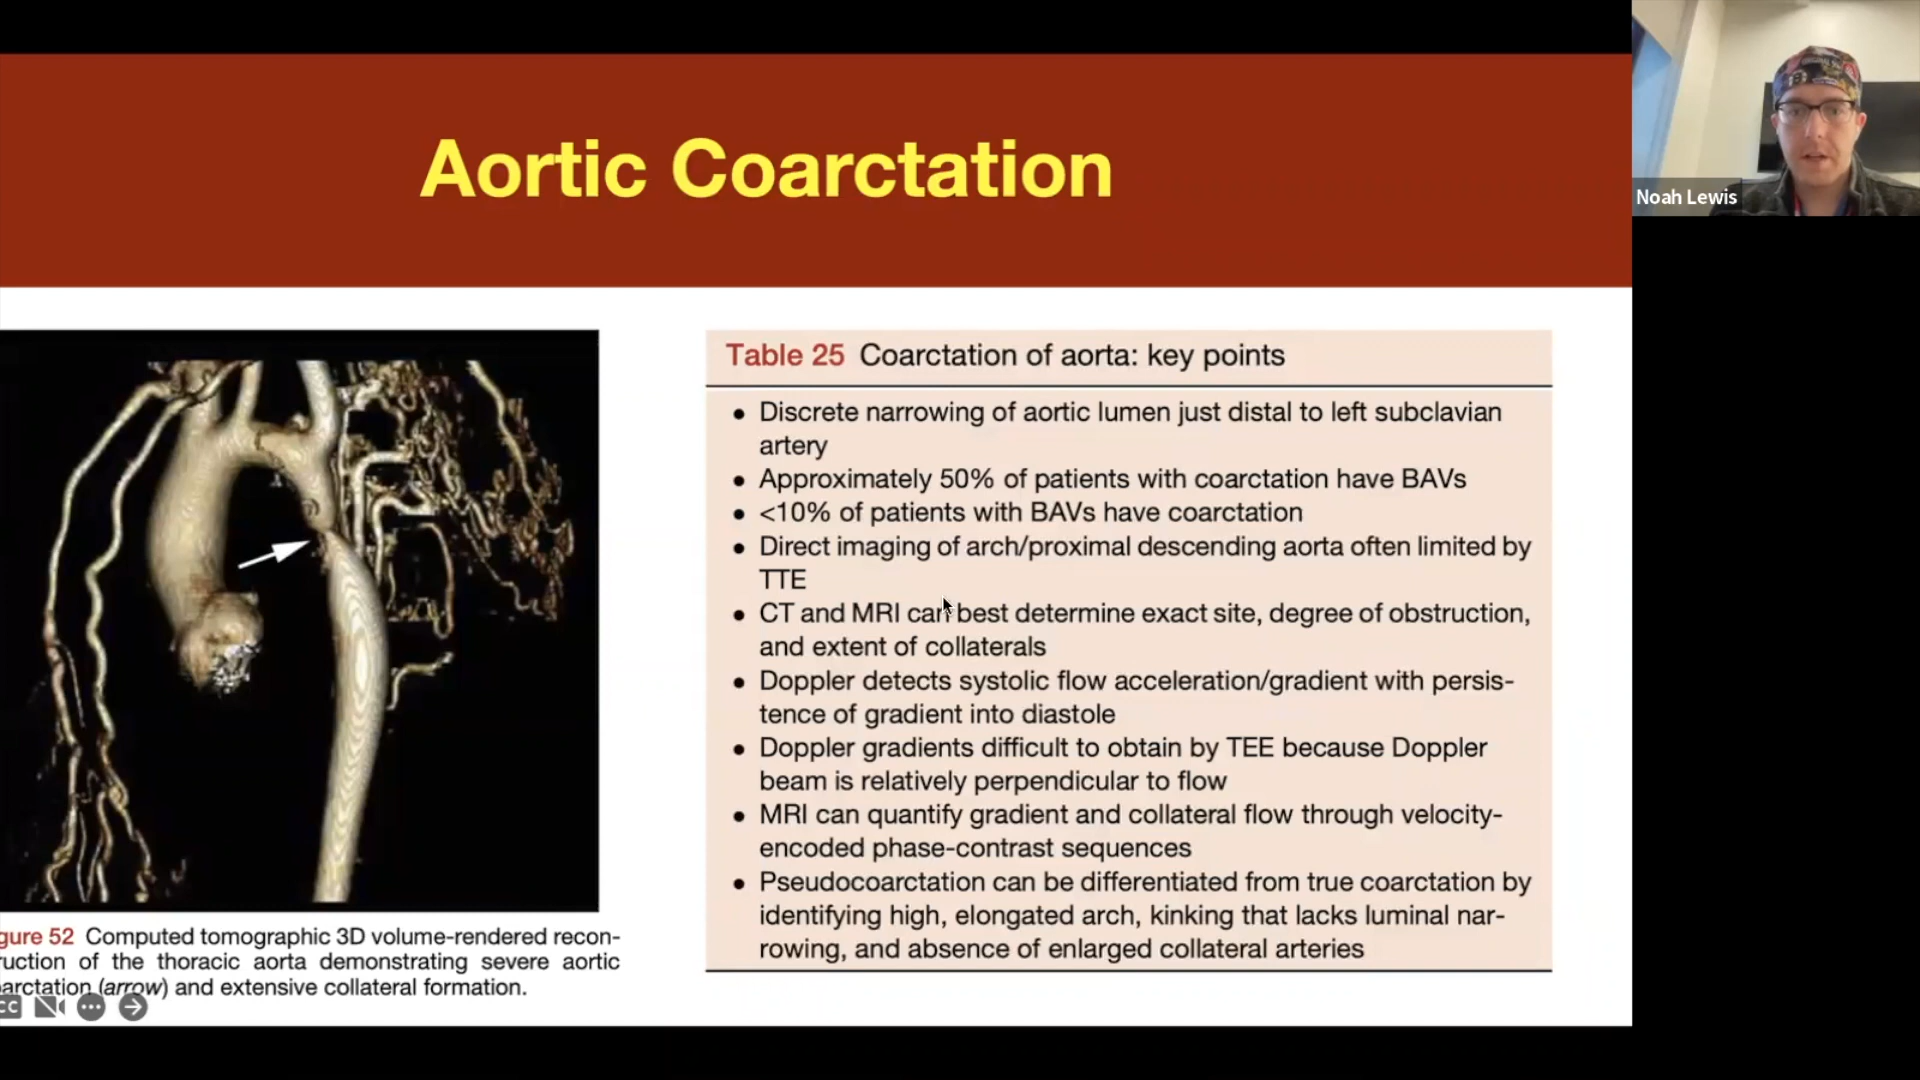 Aortic Coarctation
Noah Lewis
Table 25 Coarctation of aorta: key points
• Discrete narrowing of aortic lumen just distal to left subclavian
artery
• Approximately 50% of patients with coarctation have BAVs
• <10% of patients with BAVs have coarctation
• Direct imaging of arch/proximal descending aorta often limited by
TTE
• CT and MRI can best determine exact site, degree of obstruction,
and extent of collaterals
• Doppler detects systolic flow acceleration/gradient with persis-
tence of gradient into diastole
• Doppler gradients difficult to obtain by TEE because Doppler
beam is relatively perpendicular to flow
• MRI can quantify gradient and collateral flow through velocity-
encoded phase-contrast sequences
• Pseudocoarctation can be differentiated from true coarctation by
identifying high, elongated arch, kinking that lacks luminal nar-
rowing, and absence of enlarged collateral arteries
gure 52 Computed tomographic 3D volume-rendered recon-
ruction of the thoracic aorta demonstrating severe aortic
arctation (arrow) and extensive collateral formation.
CC